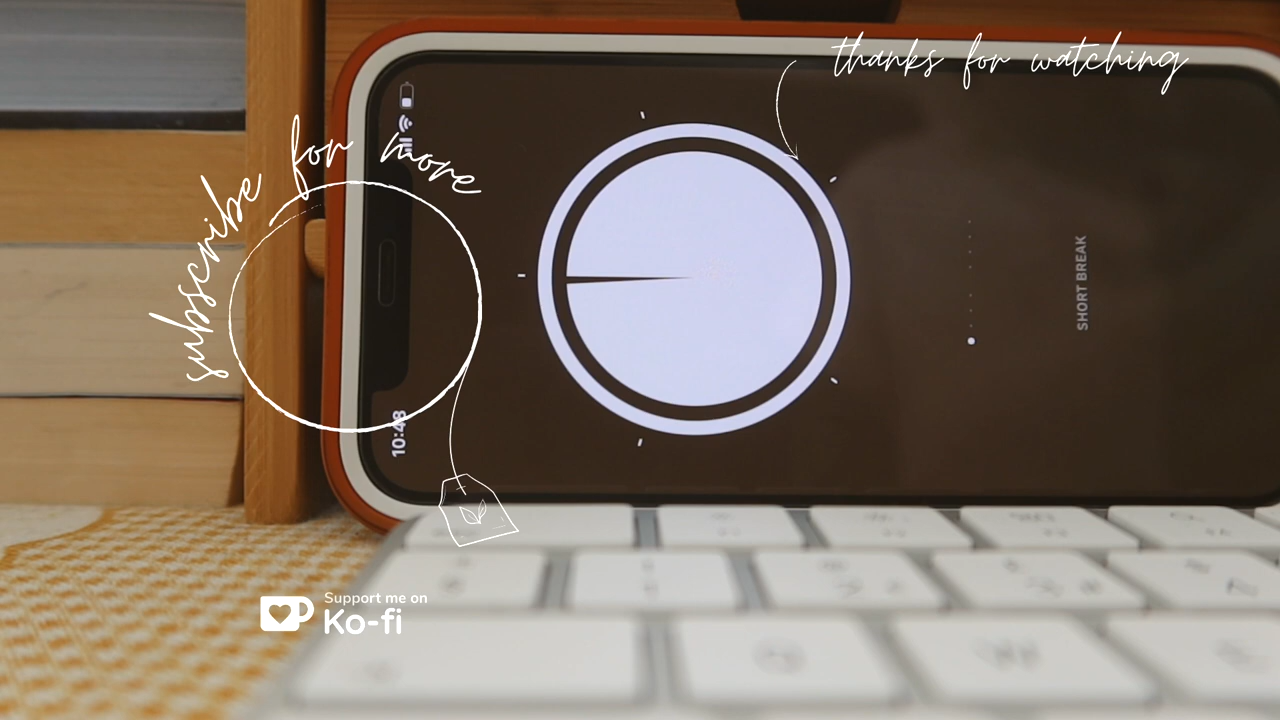 thanks for watching
subscribe for more
10:48
SHORT BREAK
Support me on
Ko-fi